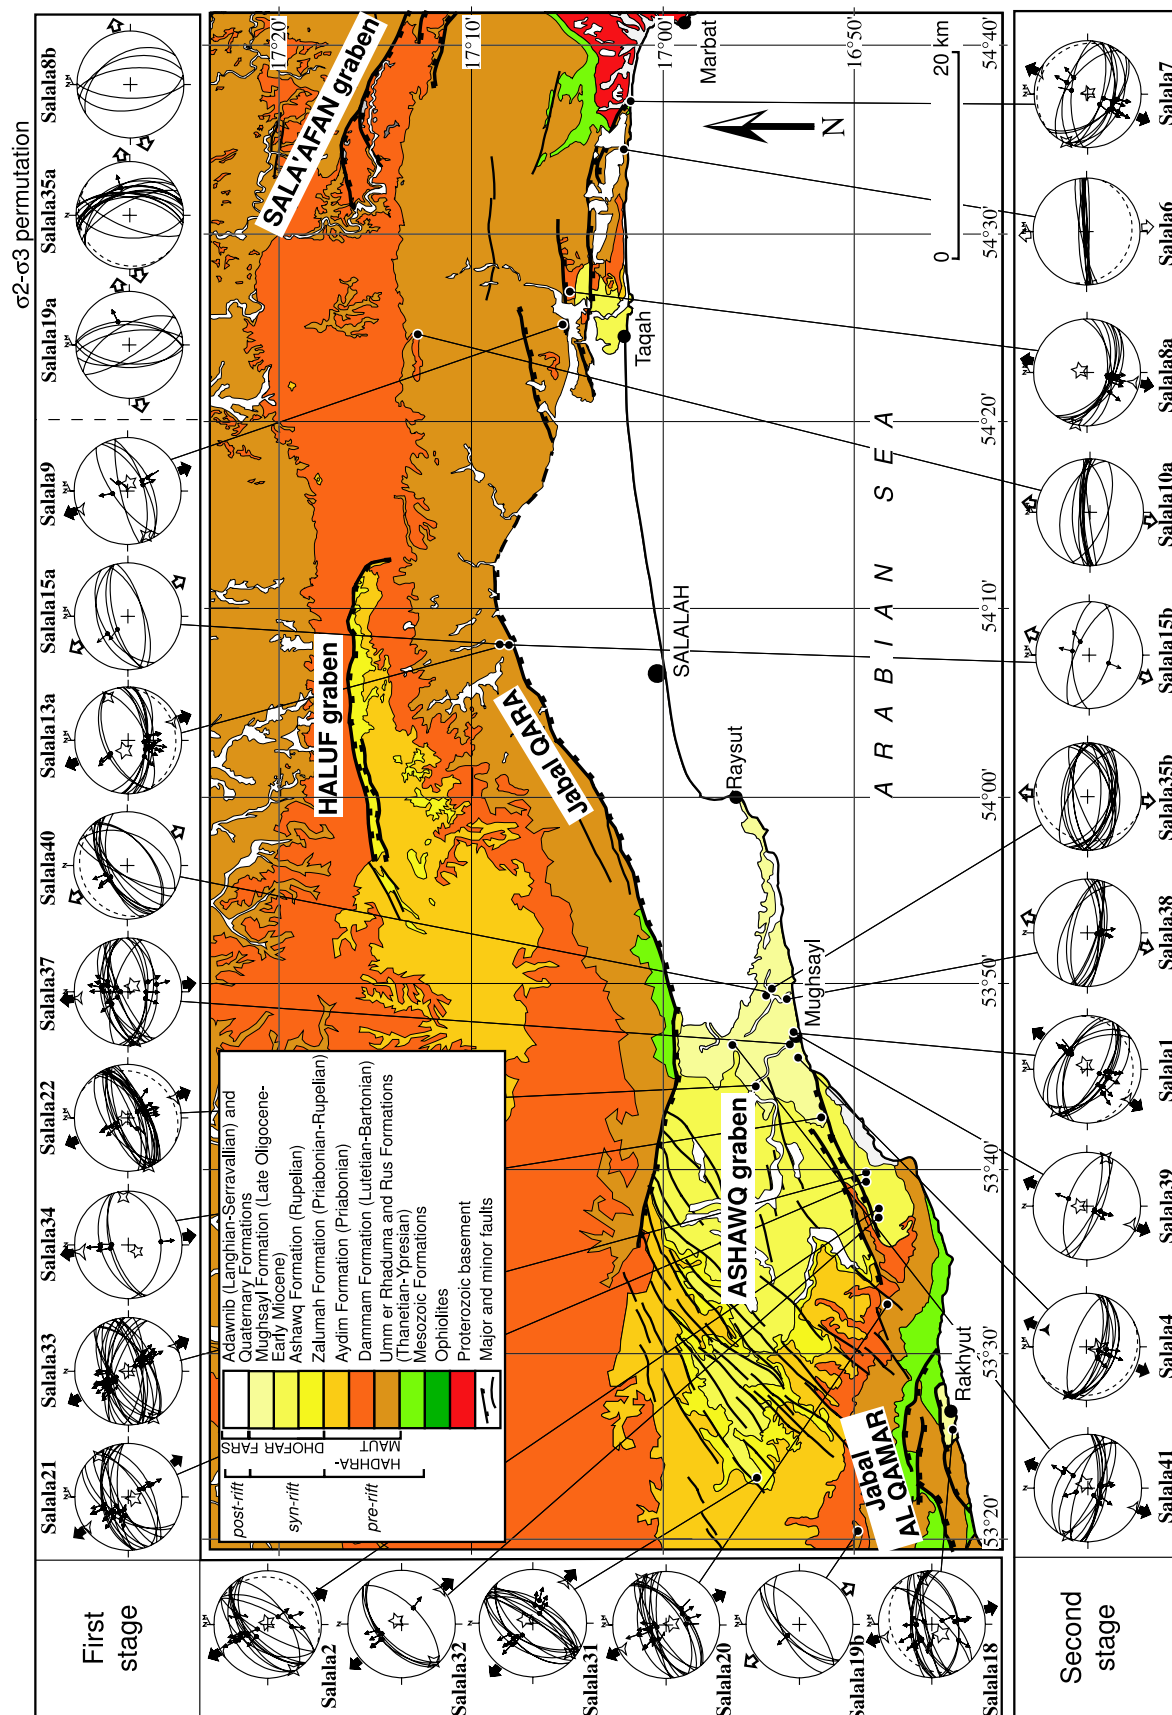 σ2-σ3 permutation
First
stage
Salala21
Salala33
Salala34
Salala22
Salala37
Salala40
Salala13a
Salala15a
Salala9
Salala19a
Salala35a
Salala8b
Salala2
Salala32
Salala31
Salala20
Salala19b
Salala18
post-rift
syn-rift
pre-rift
FARS
DHOFAR
HADHRA-
MAUT
Adawnib (Langhian-Serravallian) and
Quaternary Formations
Mughsayl Formation (Late Oligocene-
Early Miocene)
Ashawq Formation (Rupelian)
Zalumah Formation (Priabonian-Rupelian)
Aydim Formation (Priabonian)
Dammam Formation (Lutetian-Bartonian)
Umm er Rhaduma and Rus Formations
(Thanetian-Ypresian)
Mesozoic Formations
Ophiolites
Proterozoic basement
Major and minor faults
SALA'AFAN graben
HALUF graben
Jabal QARA
ASHAWQ graben
Jabal
AL QAMAR
17°20'
17°10'
17°00'
16°50'
Marbat
Taqah
SALALAH
Raysut
Mughsayl
Rakhyut
ARABIAN SEA
N
0
20 km
53°20'
53°30'
53°40'
53°50'
54°00'
54°10'
54°20'
54°30'
54°40'
Second
stage
Salala41
Salala4
Salala39
Salala1
Salala38
Salala35b
Salala15b
Salala10a
Salala8a
Salala6
Salala7